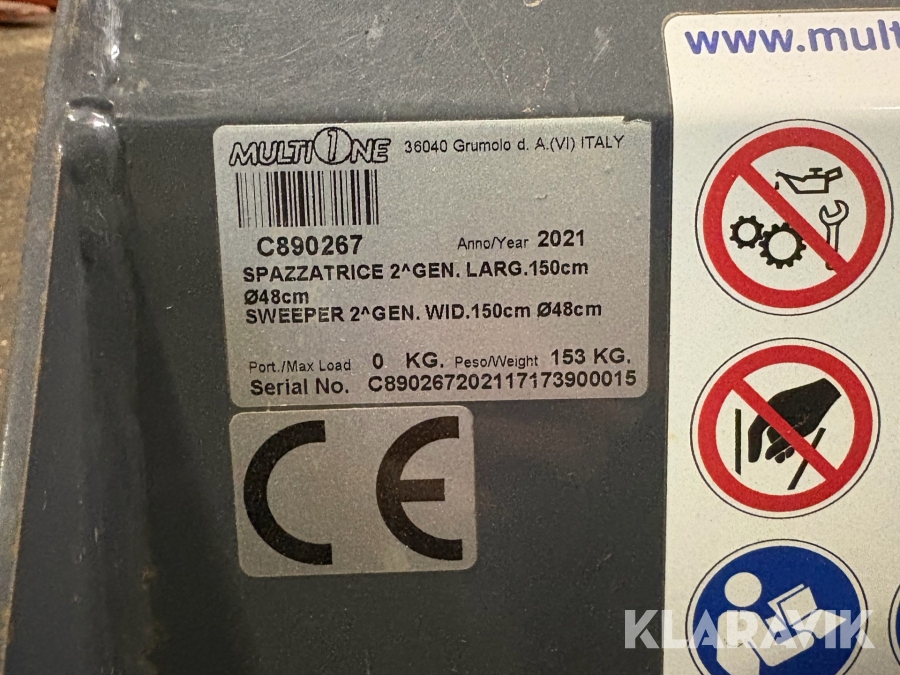 www.mult
MULTIONE 36040 Grumolo d. A.(VI) ITALY
C890267 Anno/Year 2021
SPAZZATRICE 2^GEN. LARG.150cm
Ø48cm
SWEEPER 2^GEN. WID.150cm Ø48cm
Port./Max Load 0 KG. Peso/Weight 153 KG.
Serial No. C890267202117173900015
CE
KLARAVIK